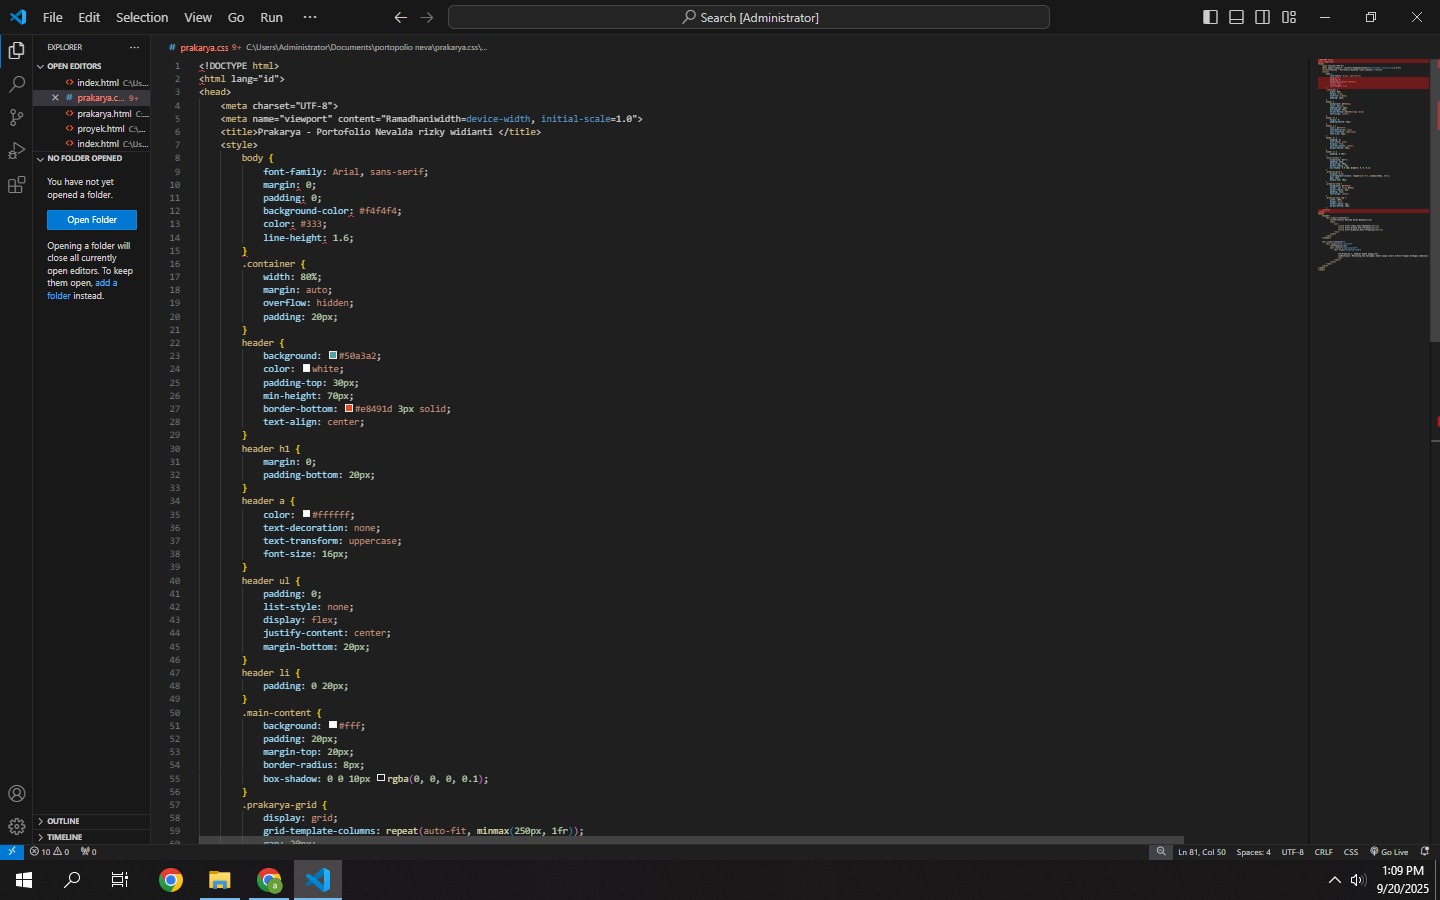 File Edit Selection View Go Run ···
Search [Administrator]
EXPLORER ···
OPEN EDITORS
index.html C:\Us...
prakarya.c... 9+
prakarya.html C:...
proyek.html C:\...
index.html C:\Us...
NO FOLDER OPENED
You have not yet
opened a folder.
Open Folder
Opening a folder will
close all currently
open editors. To keep
them open, add a
folder instead.
OUTLINE
TIMELINE
# prakarya.css 9+ C:\Users\Administrator\Documents\portopolio neva\prakarya.css\...
1 <!DOCTYPE html>
2 <html lang="id">
3 <head>
4 <meta charset="UTF-8">
5 <meta name="viewport" content="Ramadhaniwidth=device-width, initial-scale=1.0">
6 <title>Prakarya - Portofolio Nevalda rizky widianti </title>
7 <style>
8 body {
9 font-family: Arial, sans-serif;
10 margin: 0;
11 padding: 0;
12 background-color: #f4f4f4;
13 color: #333;
14 line-height: 1.6;
15 }
16 .container {
17 width: 80%;
18 margin: auto;
19 overflow: hidden;
20 padding: 20px;
21 }
22 header {
23 background: #50a3a2;
24 color: white;
25 padding-top: 30px;
26 min-height: 70px;
27 border-bottom: #e8491d 3px solid;
28 text-align: center;
29 }
30 header h1 {
31 margin: 0;
32 padding-bottom: 20px;
33 }
34 header a {
35 color: #ffffff;
36 text-decoration: none;
37 text-transform: uppercase;
38 font-size: 16px;
39 }
40 header ul {
41 padding: 0;
42 list-style: none;
43 display: flex;
44 justify-content: center;
45 margin-bottom: 20px;
46 }
47 header li {
48 padding: 0 20px;
49 }
50 .main-content {
51 background: #fff;
52 padding: 20px;
53 margin-top: 20px;
54 border-radius: 8px;
55 box-shadow: 0 0 10px rgba(0, 0, 0, 0.1);
56 }
57 .prakarya-grid {
58 display: grid;
59 grid-template-columns: repeat(auto-fit, minmax(250px, 1fr));
10 0 0
Ln 81, Col 50 Spaces: 4 UTF-8 CRLF CSS Go Live
a
1:09 PM
9/20/2025